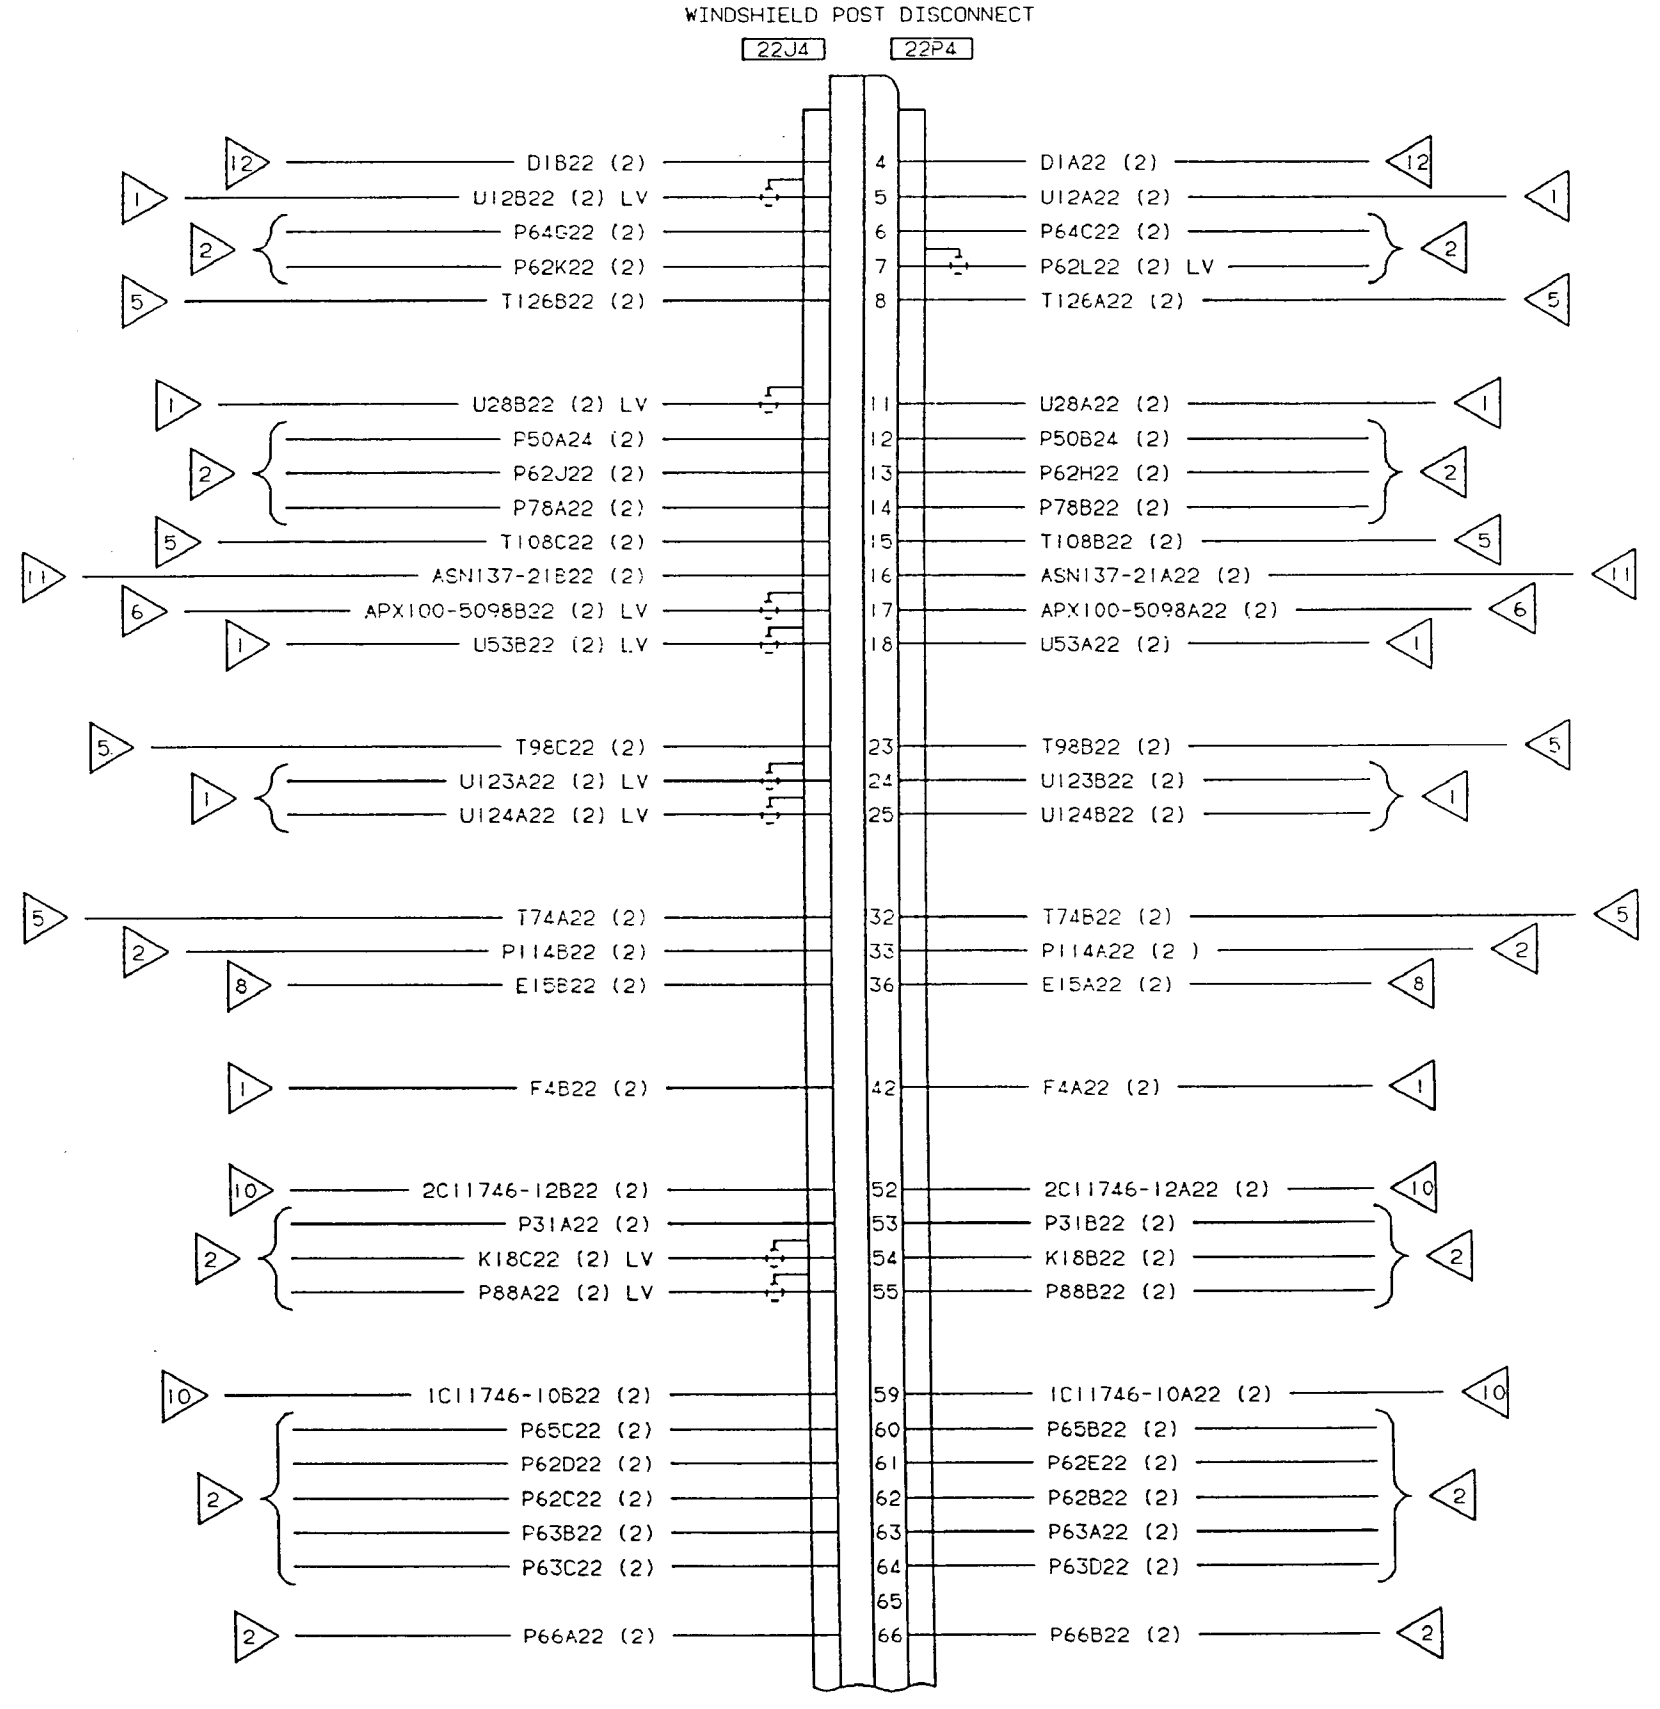 WINDSHIELD POST DISCONNECT
22J4 22P4
12 D1B22 (2) 4 D1A22 (2) 12
1 U12B22 (2) LV 5 U12A22 (2) 1
P64G22 (2) 6 P64C22 (2)
2 2
P62K22 (2) 7 P62L22 (2) LV
5 T126B22 (2) 8 T126A22 (2) 5
1 U28B22 (2) LV 11 U28A22 (2) 1
P50A24 (2) 12 P50B24 (2)
2 P62J22 (2) 13 P62H22 (2) 2
P78A22 (2) 14 P78B22 (2)
5 T108C22 (2) 15 T108B22 (2) 5
11 ASN137-21B22 (2) 16 ASN137-21A22 (2) 11
6 APX100-5098B22 (2) LV 17 APX100-5098A22 (2) 6
1 U53B22 (2) LV 18 U53A22 (2) 1
5 T98C22 (2) 23 T98B22 (2) 5
U123A22 (2) LV 24 U123B22 (2)
1 1
U124A22 (2) LV 25 U124B22 (2)
5 T74A22 (2) 32 T74B22 (2) 5
2 P114B22 (2) 33 P114A22 (2 ) 2
8 E15B22 (2) 36 E15A22 (2) 8
1 F4B22 (2) 42 F4A22 (2) 1
10 2C11746-12B22 (2) 52 2C11746-12A22 (2) 10
P31A22 (2) 53 P31B22 (2)
2 K18C22 (2) LV 54 K18B22 (2) 2
P88A22 (2) LV 55 P88B22 (2)
10 1C11746-10B22 (2) 59 1C11746-10A22 (2) 10
P65C22 (2) 60 P65B22 (2)
P62D22 (2) 61 P62E22 (2)
2 P62C22 (2) 62 P62B22 (2) 2
P63B22 (2) 63 P63A22 (2)
P63C22 (2) 64 P63D22 (2)
65
2 P66A22 (2) 66 P66B22 (2) 2